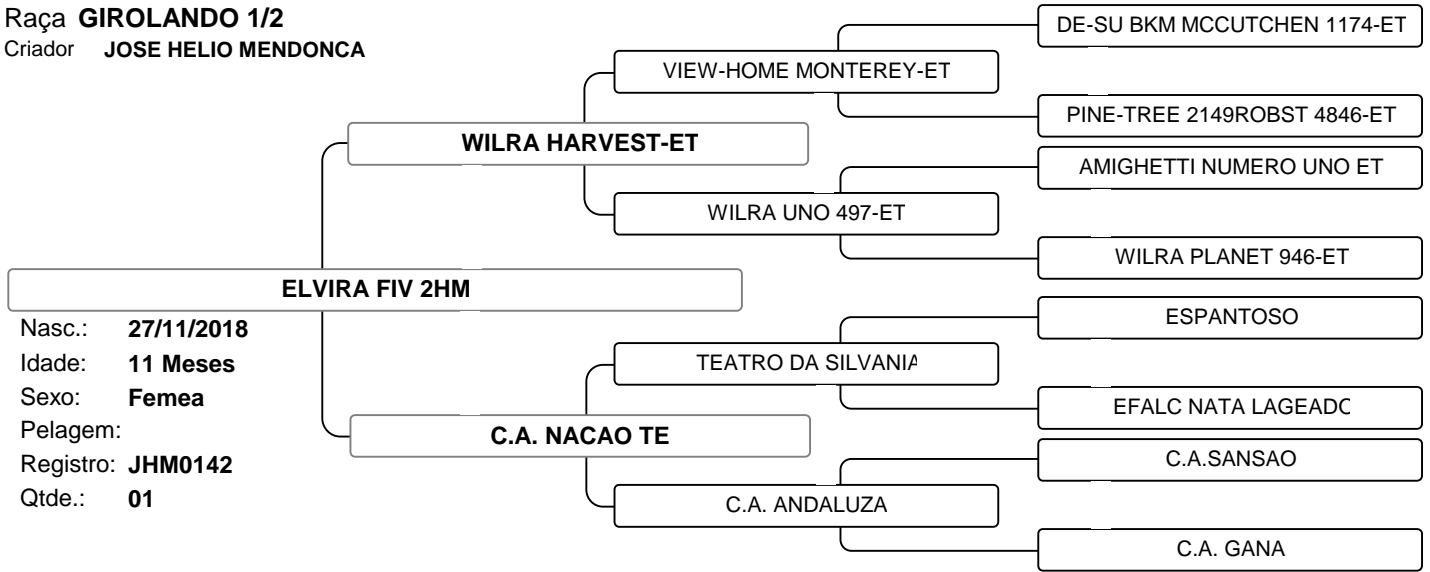 Raça GIROLANDO 1/2
Criador JOSE HELIO MENDONCA
DE-SU BKM MCCUTCHEN 1174-ET
VIEW-HOME MONTEREY-ET
PINE-TREE 2149ROBST 4846-ET
WILRA HARVEST-ET
AMIGHETTI NUMERO UNO ET
WILRA UNO 497-ET
WILRA PLANET 946-ET
ELVIRA FIV 2HM
Nasc.: 27/11/2018
Idade: 11 Meses
Sexo: Femea
Pelagem:
Registro: JHM0142
Qtde.: 01
ESPANTOSO
TEATRO DA SILVANIA
EFALC NATA LAGEADO
C.A. NACAO TE
C.A.SANSAO
C.A. ANDALUZA
C.A. GANA